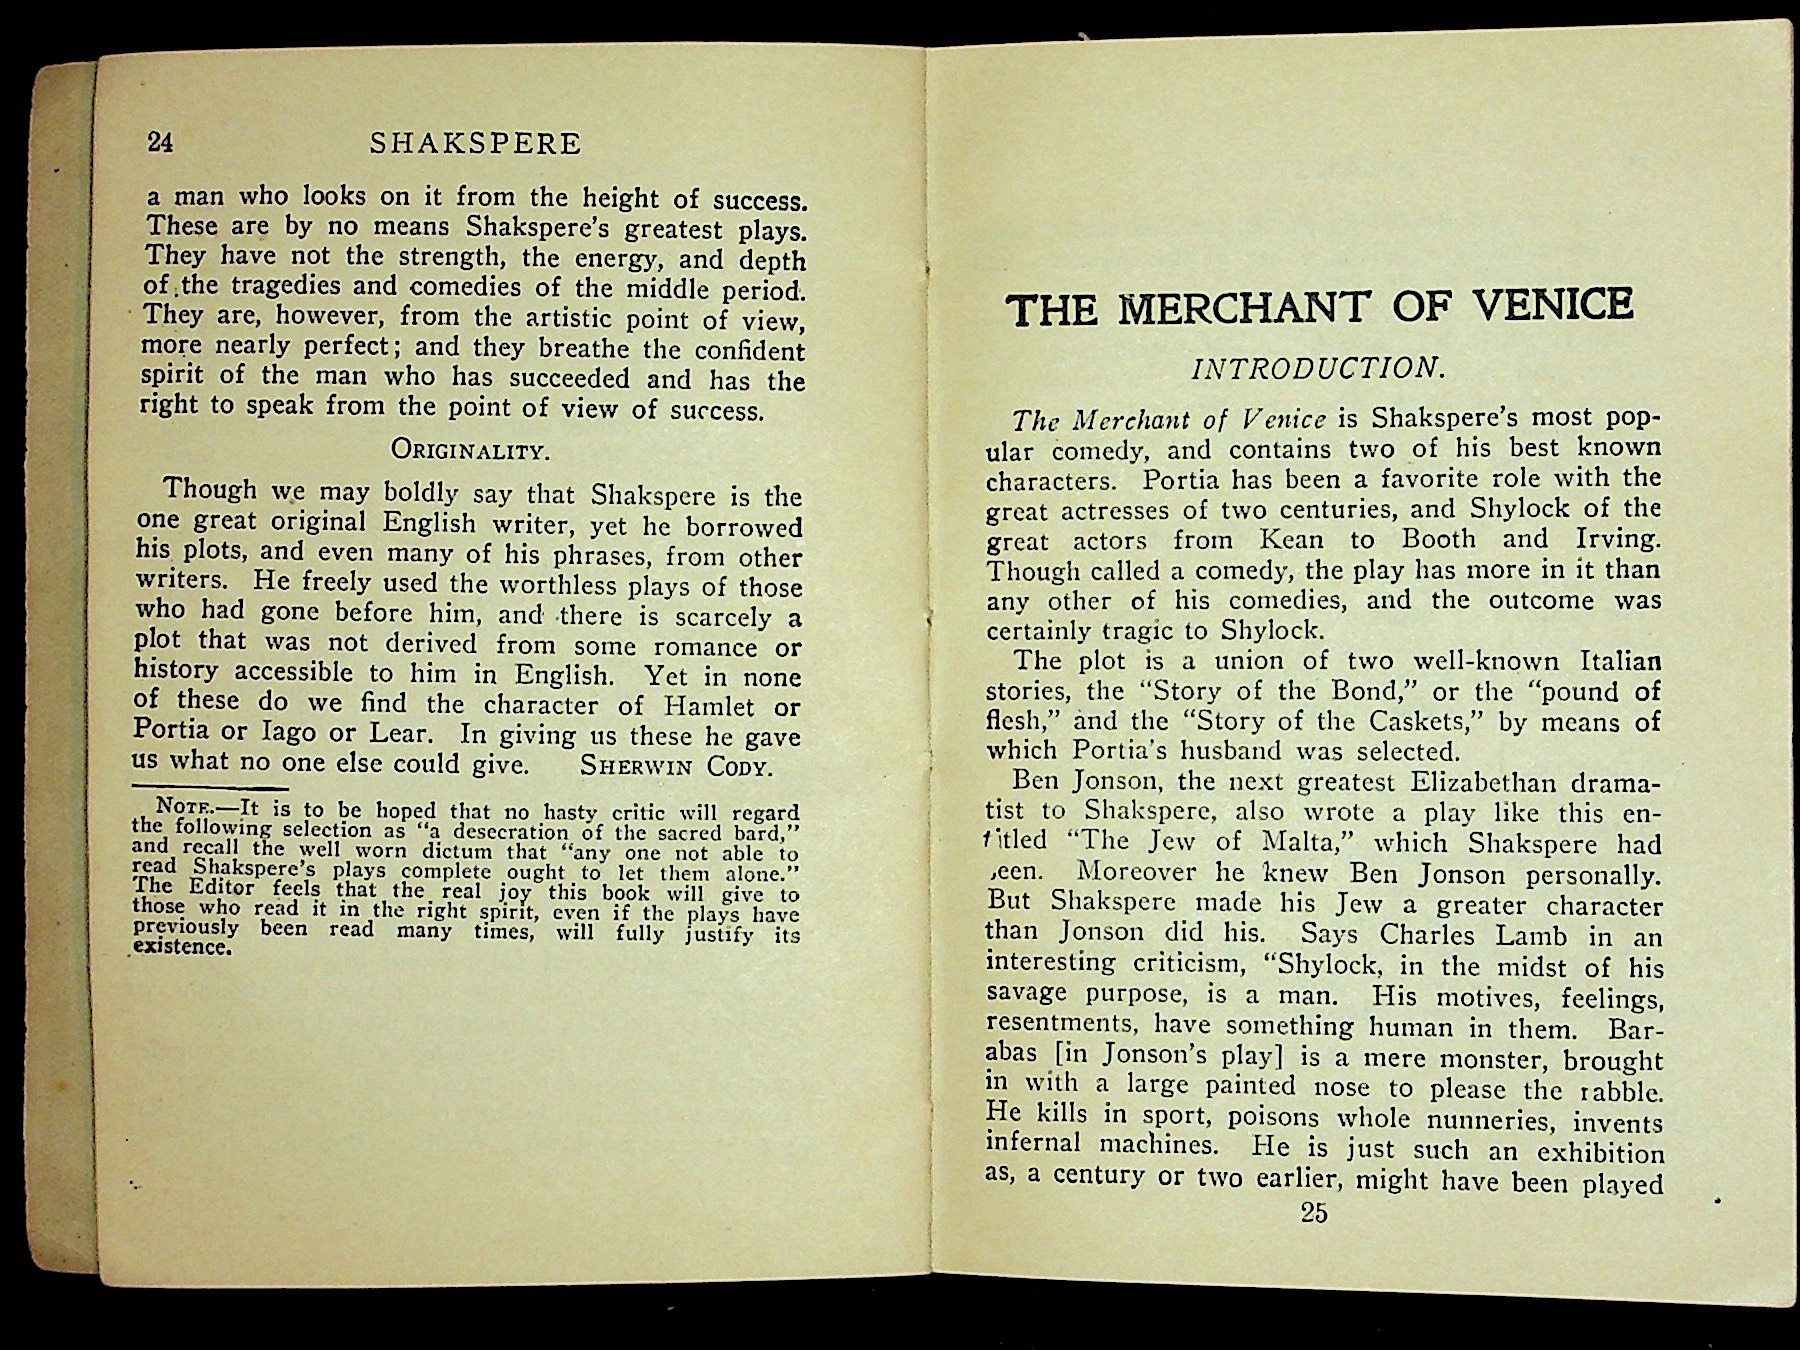 24 SHAKSPERE
a man who looks on it from the height of success.
These are by no means Shakspere's greatest plays.
They have not the strength, the energy, and depth
of the tragedies and comedies of the middle period.
They are, however, from the artistic point of view,
more nearly perfect; and they breathe the confident
spirit of the man who has succeeded and has the
right to speak from the point of view of success.
ORIGINALITY.
Though we may boldly say that Shakspere is the
one great original English writer, yet he borrowed
his plots, and even many of his phrases, from other
writers. He freely used the worthless plays of those
who had gone before him, and there is scarcely a
plot that was not derived from some romance or
history accessible to him in English. Yet in none
of these do we find the character of Hamlet or
Portia or Iago or Lear. In giving us these he gave
us what no one else could give. SHERWIN CODY.
NOTE.—It is to be hoped that no hasty critic will regard
the following selection as "a desecration of the sacred bard,"
and recall the well worn dictum that "any one not able to
read Shakspere's plays complete ought to let them alone."
The Editor feels that the real joy this book will give to
those who read it in the right spirit, even if the plays have
previously been read many times, will fully justify its
existence.
THE MERCHANT OF VENICE
INTRODUCTION.
The Merchant of Venice is Shakspere's most pop-
ular comedy, and contains two of his best known
characters. Portia has been a favorite role with the
great actresses of two centuries, and Shylock of the
great actors from Kean to Booth and Irving.
Though called a comedy, the play has more in it than
any other of his comedies, and the outcome was
certainly tragic to Shylock.
The plot is a union of two well-known Italian
stories, the "Story of the Bond," or the "pound of
flesh," and the "Story of the Caskets," by means of
which Portia's husband was selected.
Ben Jonson, the next greatest Elizabethan drama-
tist to Shakspere, also wrote a play like this en-
titled "The Jew of Malta," which Shakspere had
een. Moreover he knew Ben Jonson personally.
But Shakspere made his Jew a greater character
than Jonson did his. Says Charles Lamb in an
interesting criticism, "Shylock, in the midst of his
savage purpose, is a man. His motives, feelings,
resentments, have something human in them. Bar-
abas [in Jonson's play] is a mere monster, brought
in with a large painted nose to please the rabble.
He kills in sport, poisons whole nunneries, invents
infernal machines. He is just such an exhibition
as, a century or two earlier, might have been played
25